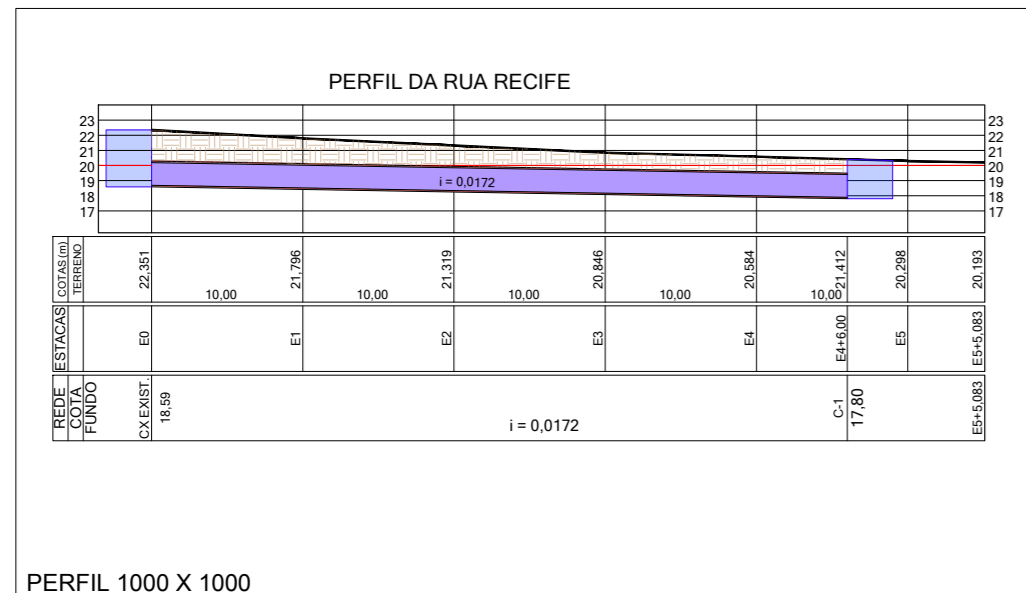 PERFIL DA RUA RECIFE
23 23
22 22
21 21
20 20
19 19
18 18
17 17
i = 0,0172
COTAS (m)
TERRENO
22,351 21,796 21,319 20,846 20,584 21,412 20,298 20,193
10,00 10,00 10,00 10,00 10,00
ESTACAS
E0 E1 E2 E3 E4 E4+6,00 E5 E5+5,083
REDE
COTA
FUNDO
CX EXIST. 18,59 i = 0,0172 C-1 17,80 E5+5,083
PERFIL 1000 X 1000